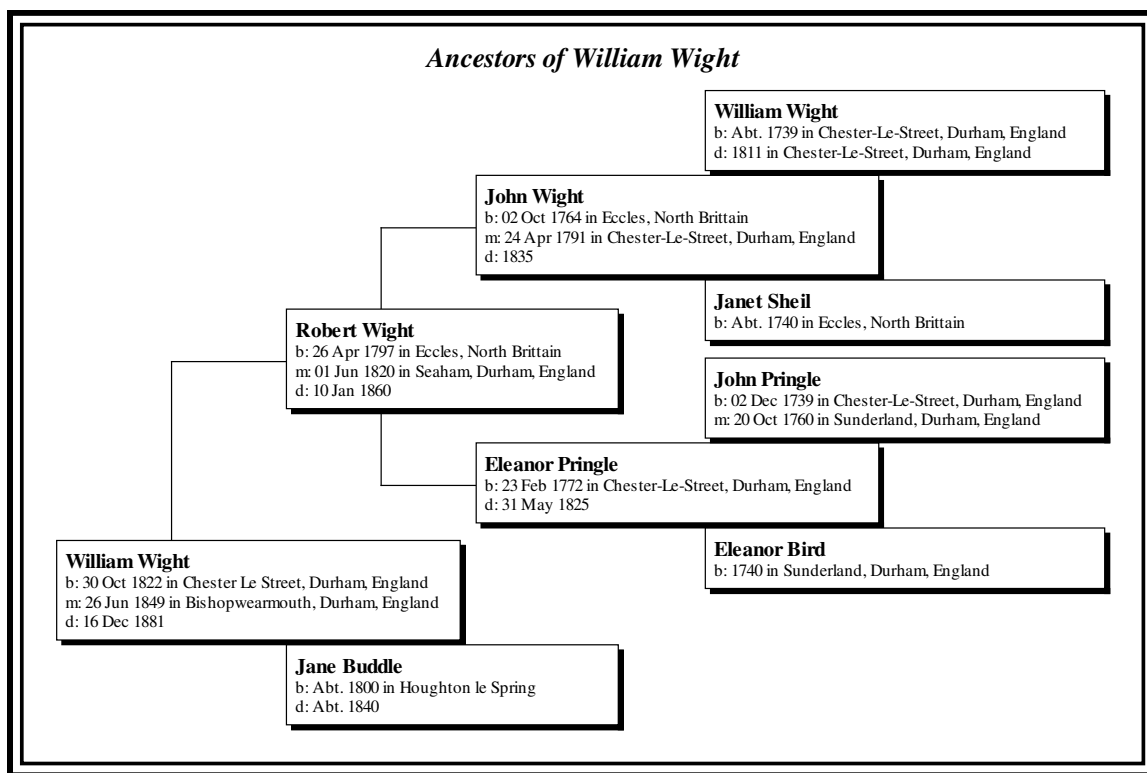 Ancestors of William Wight
William Wight
b: Abt. 1739 in Chester-Le-Street, Durham, England
d: 1811 in Chester-Le-Street, Durham, England
John Wight
b: 02 Oct 1764 in Eccles, North Brittain
m: 24 Apr 1791 in Chester-Le-Street, Durham, England
d: 1835
Janet Sheil
b: Abt. 1740 in Eccles, North Brittain
Robert Wight
b: 26 Apr 1797 in Eccles, North Brittain
m: 01 Jun 1820 in Seaham, Durham, England
d: 10 Jan 1860
John Pringle
b: 02 Dec 1739 in Chester-Le-Street, Durham, England
m: 20 Oct 1760 in Sunderland, Durham, England
Eleanor Pringle
b: 23 Feb 1772 in Chester-Le-Street, Durham, England
d: 31 May 1825
Eleanor Bird
b: 1740 in Sunderland, Durham, England
William Wight
b: 30 Oct 1822 in Chester Le Street, Durham, England
m: 26 Jun 1849 in Bishopwearmouth, Durham, England
d: 16 Dec 1881
Jane Buddle
b: Abt. 1800 in Houghton le Spring
d: Abt. 1840